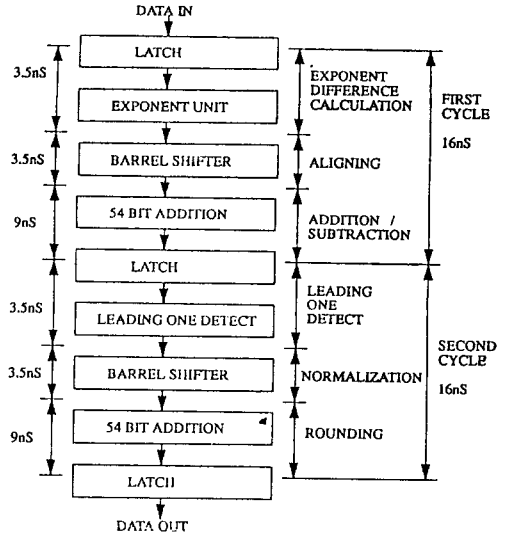 DATA IN
LATCH
3.5nS
EXPONENT UNIT
EXPONENT
DIFFERENCE
CALCULATION
FIRST
CYCLE
16nS
3.5nS
BARREL SHIFTER
ALIGNING
9nS
54 BIT ADDITION
ADDITION /
SUBTRACTION
LATCH
3.5nS
LEADING ONE DETECT
LEADING
ONE
DETECT
SECOND
CYCLE
16nS
3.5nS
BARREL SHIFTER
NORMALIZATION
9nS
54 BIT ADDITION
ROUNDING
LATCH
DATA OUT